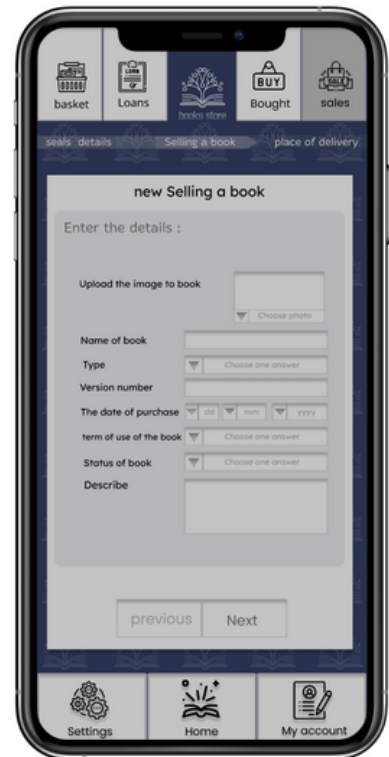 basket
Loans
books store
BUY
Bought
SALE
sales
seals details
Selling a book
place of delivery
new Selling a book
Enter the details :
Upload the image to book
Choose photo
Name of book
Type
Choose one answer
Version number
The date of purchase
dd
mm
yyyy
term of use of the book
Choose one answer
Status of book
Choose one answer
Describe
previous
Next
Settings
Home
My account